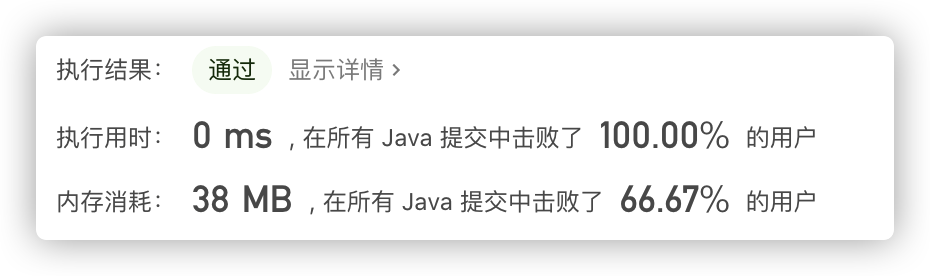 执行结果： 通过 显示详情 >
执行用时： 0 ms , 在所有 Java 提交中击败了 100.00% 的用户
内存消耗： 38 MB , 在所有 Java 提交中击败了 66.67% 的用户